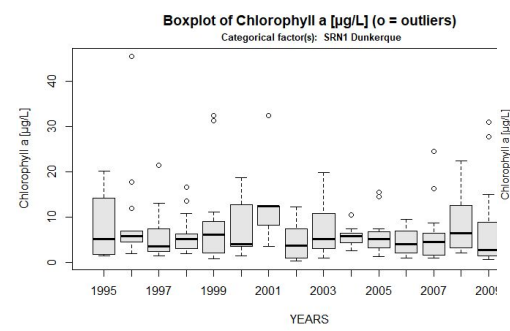 Boxplot of Chlorophyll a [µg/L] (o = outliers)
Categorical factor(s): SRN1 Dunkerque
Chlorophyll a [µg/L]
40
30
20
10
0
1995 1997 1999 2001 2003 2005 2007 2009
YEARS
Chlorophyll a [µg/L]